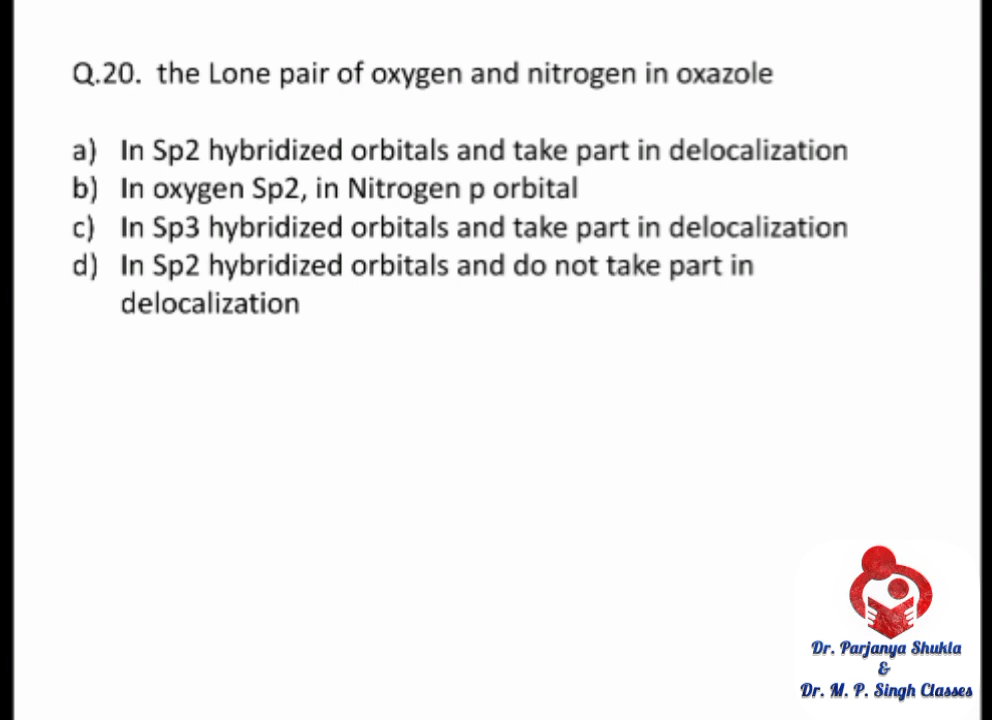 Q.20. the Lone pair of oxygen and nitrogen in oxazole
a) In Sp2 hybridized orbitals and take part in delocalization
b) In oxygen Sp2, in Nitrogen p orbital
c) In Sp3 hybridized orbitals and take part in delocalization
d) In Sp2 hybridized orbitals and do not take part in
delocalization
Dr. Parjanya Shukla
&
Dr. M. P. Singh Classes